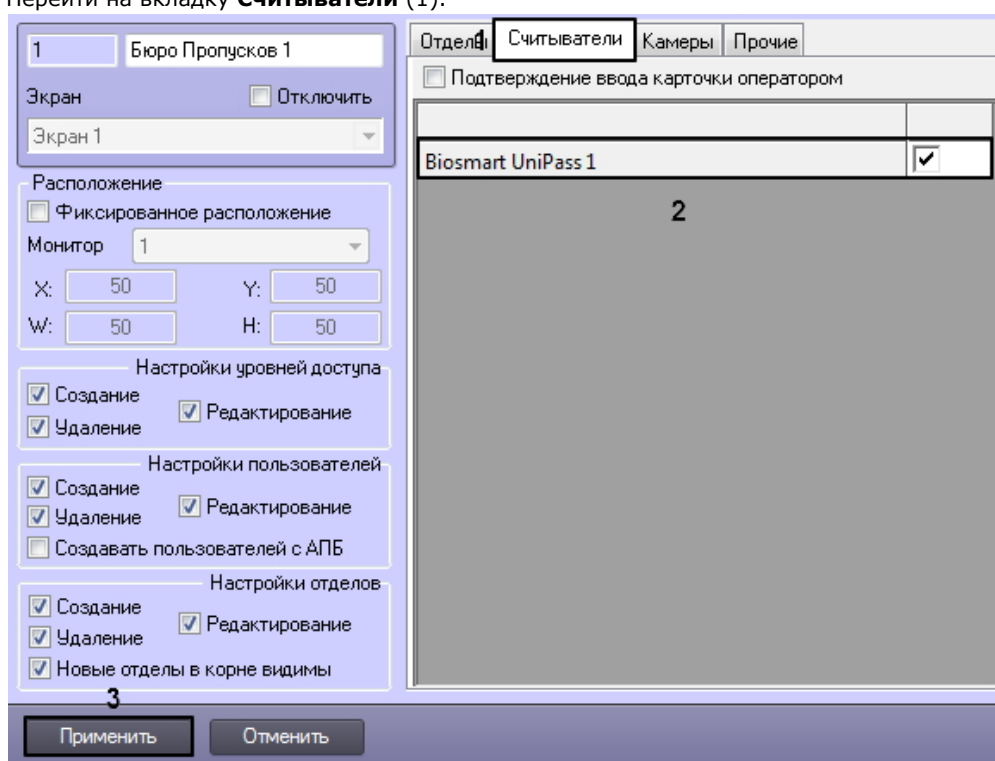 Перейти на вкладку Считыватели (1).
1 Бюро Пропусков 1
Экран Отключить
Экран 1
Расположение
Фиксированное расположение
Монитор 1
X: 50 Y: 50
W: 50 H: 50
Настройки уровней доступа
Создание
Редактирование
Удаление
Настройки пользователей
Создание
Редактирование
Удаление
Создавать пользователей с АПБ
Настройки отделов
Создание
Редактирование
Удаление
Новые отделы в корне видимы
Отделы 1 Считыватели Камеры Прочие
Подтверждение ввода карточки оператором
Biosmart UniPass 1
2
3
Применить Отменить